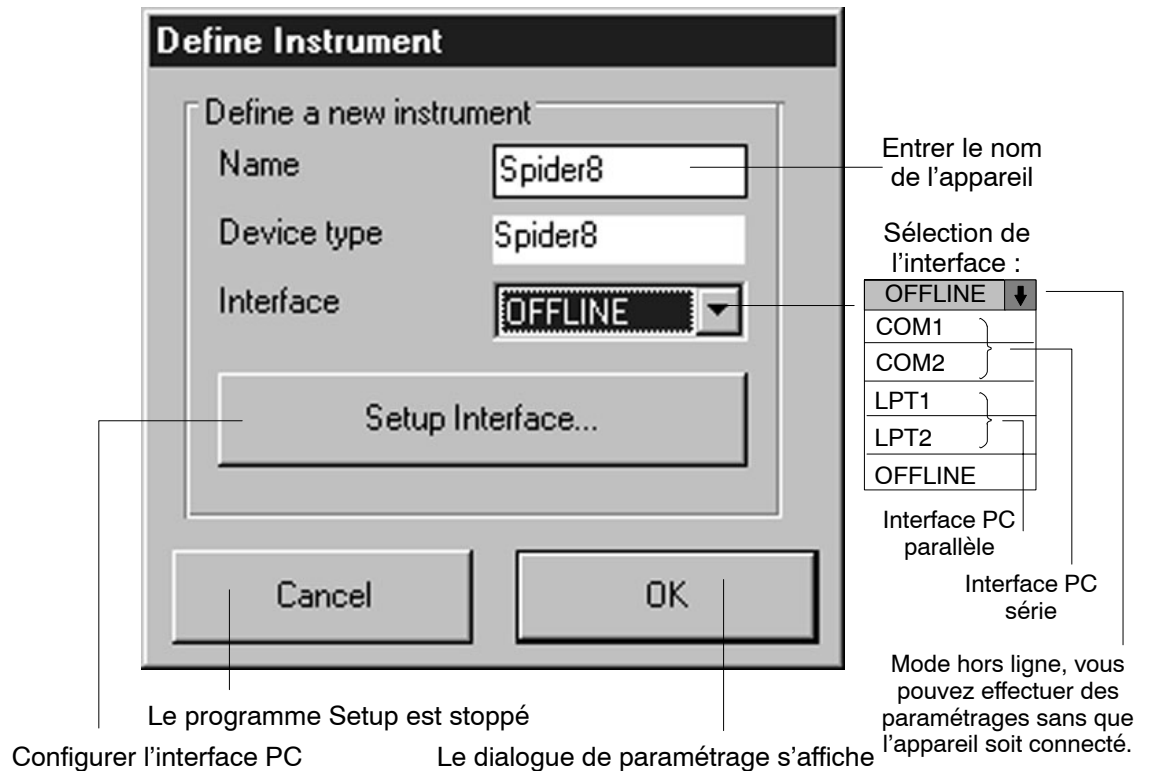 Define Instrument
Define a new instrument
Name
Spider8
Device type
Spider8
Interface
OFFLINE
Setup Interface...
Cancel
OK
Entrer le nom
de l'appareil
Sélection de
l'interface :
OFFLINE
COM1
COM2
LPT1
LPT2
OFFLINE
Interface PC
parallèle
Interface PC
série
Mode hors ligne, vous
pouvez effectuer des
paramétrages sans que
l'appareil soit connecté.
Le programme Setup est stoppé
Configurer l'interface PC
Le dialogue de paramétrage s'affiche